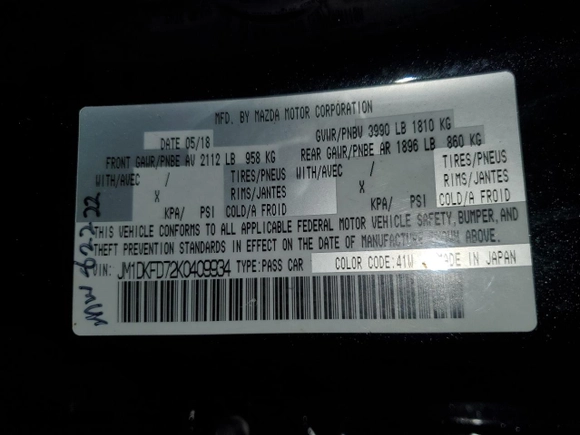 MFD. BY MAZDA MOTOR CORPORATION
DATE 05/18
GVWR/PNBV 3990 LB 1810 KG
FRONT GAWR/PNBE AV 2112 LB 958 KG
REAR GAWR/PNBE AR 1896 LB 860 KG
WITH/AVEC / TIRES/PNEUS
X RIMS/JANTES
KPA/ PSI COLD/A FROID
WITH/AVEC / TIRES/PNEUS
X RIMS/JANTES
KPA/ PSI COLD/A FROID
THIS VEHICLE CONFORMS TO ALL APPLICABLE FEDERAL MOTOR VEHICLE SAFETY, BUMPER, AND
THEFT PREVENTION STANDARDS IN EFFECT ON THE DATE OF MANUFACTURE SHOWN ABOVE.
VIN: JM1DKFD72K0409934 TYPE:PASS CAR COLOR CODE:41W MADE IN JAPAN